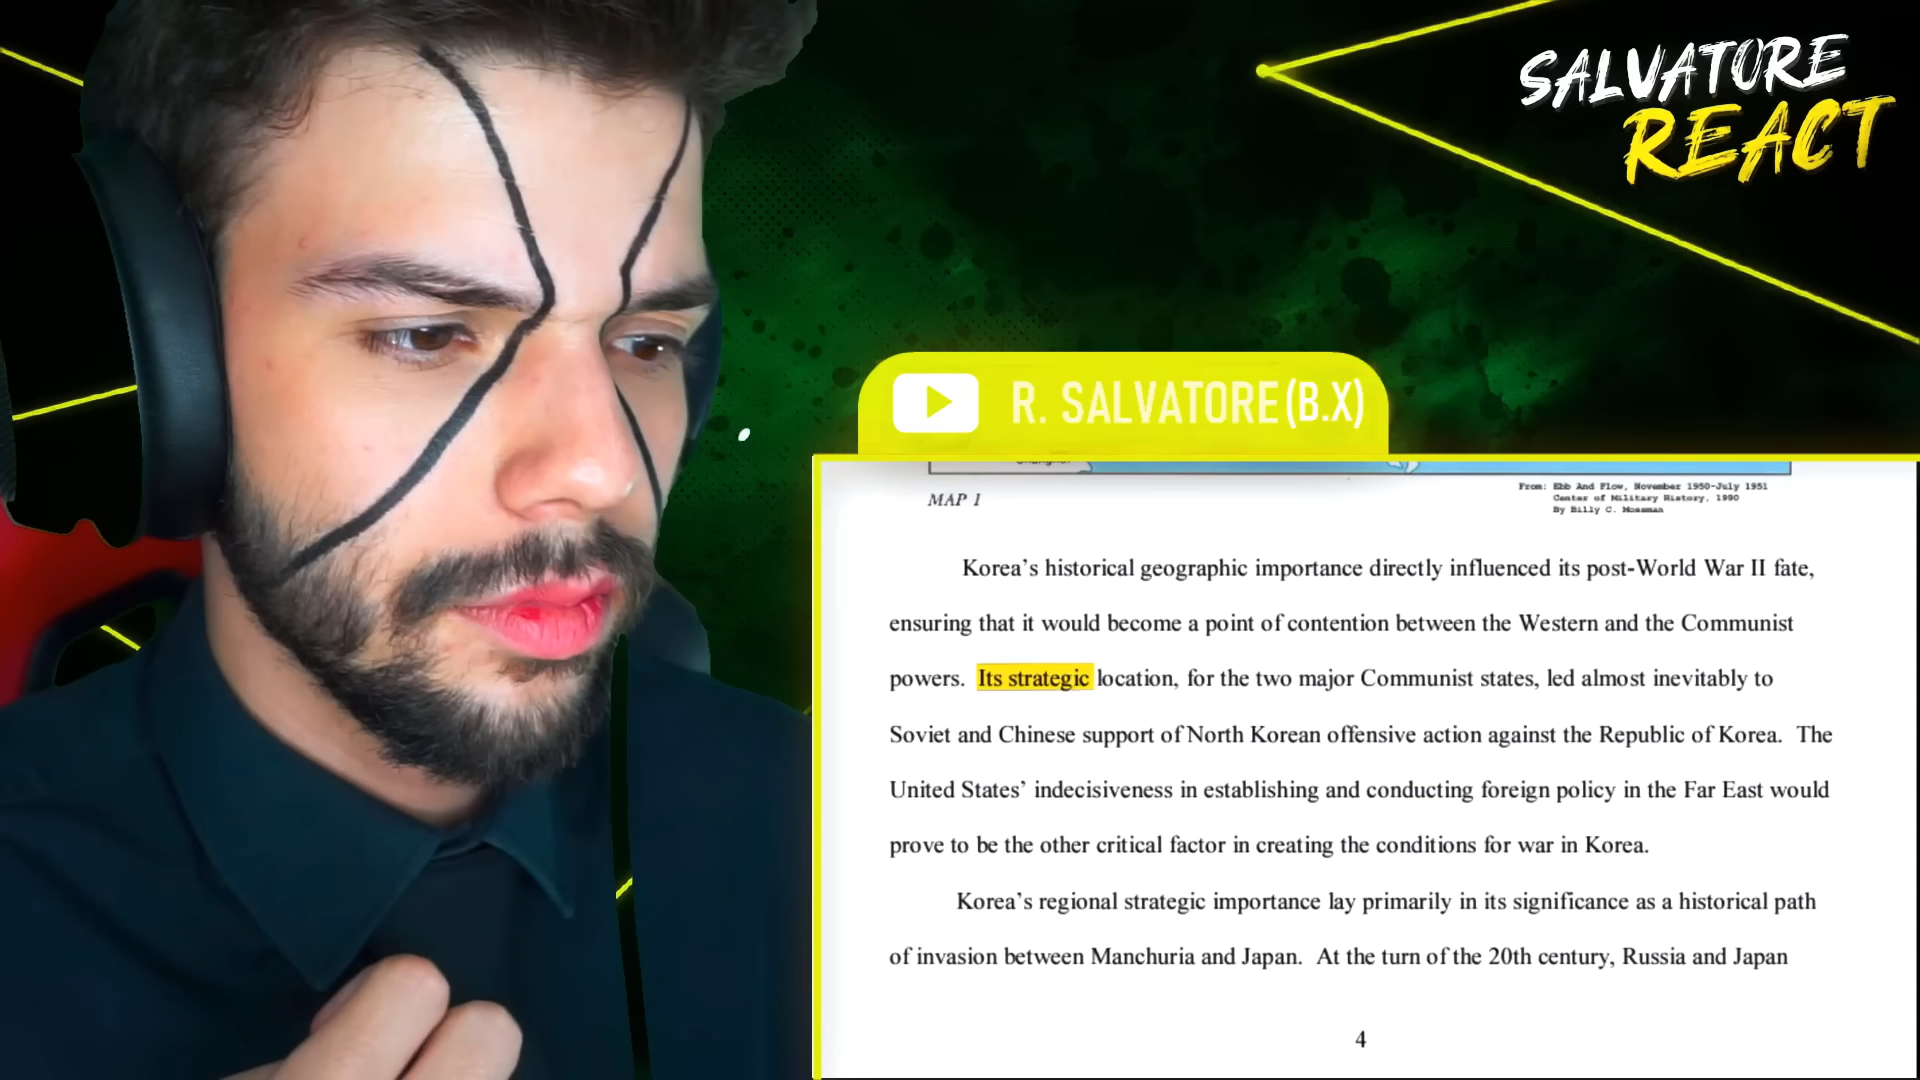 SALVATORE
REACT
R. SALVATORE (B.X)
MAP 1
From: Ebb And Flow, November 1950-July 1951
Center of Military History, 1990
By Billy C. Mossman
Korea's historical geographic importance directly influenced its post-World War II fate,
ensuring that it would become a point of contention between the Western and the Communist
powers. Its strategic location, for the two major Communist states, led almost inevitably to
Soviet and Chinese support of North Korean offensive action against the Republic of Korea. The
United States' indecisiveness in establishing and conducting foreign policy in the Far East would
prove to be the other critical factor in creating the conditions for war in Korea.
Korea's regional strategic importance lay primarily in its significance as a historical path
of invasion between Manchuria and Japan. At the turn of the 20th century, Russia and Japan
4